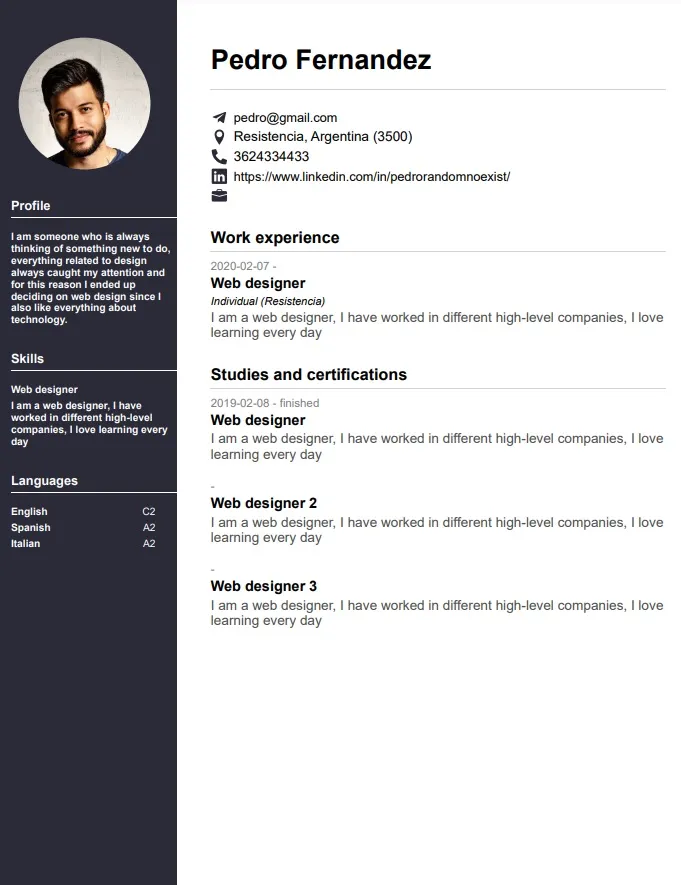 Profile
I am someone who is always
thinking of something new to do,
everything related to design
always caught my attention and
for this reason I ended up
deciding on web design since I
also like everything about
technology.
Skills
Web designer
I am a web designer, I have
worked in different high-level
companies, I love learning every
day
Languages
English C2
Spanish A2
Italian A2
Pedro Fernandez
pedro@gmail.com
Resistencia, Argentina (3500)
3624334433
https://www.linkedin.com/in/pedrorandomnoexist/
Work experience
2020-02-07 -
Web designer
Individual (Resistencia)
I am a web designer, I have worked in different high-level companies, I love
learning every day
Studies and certifications
2019-02-08 - finished
Web designer
I am a web designer, I have worked in different high-level companies, I love
learning every day
-
Web designer 2
I am a web designer, I have worked in different high-level companies, I love
learning every day
-
Web designer 3
I am a web designer, I have worked in different high-level companies, I love
learning every day